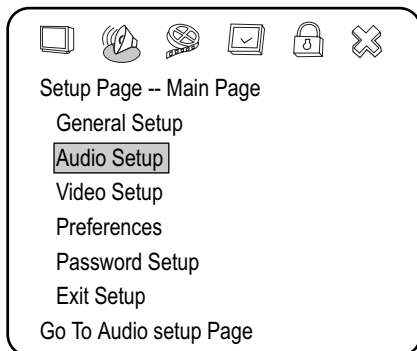 Setup Page -- Main Page
General Setup
Audio Setup
Video Setup
Preferences
Password Setup
Exit Setup
Go To Audio setup Page